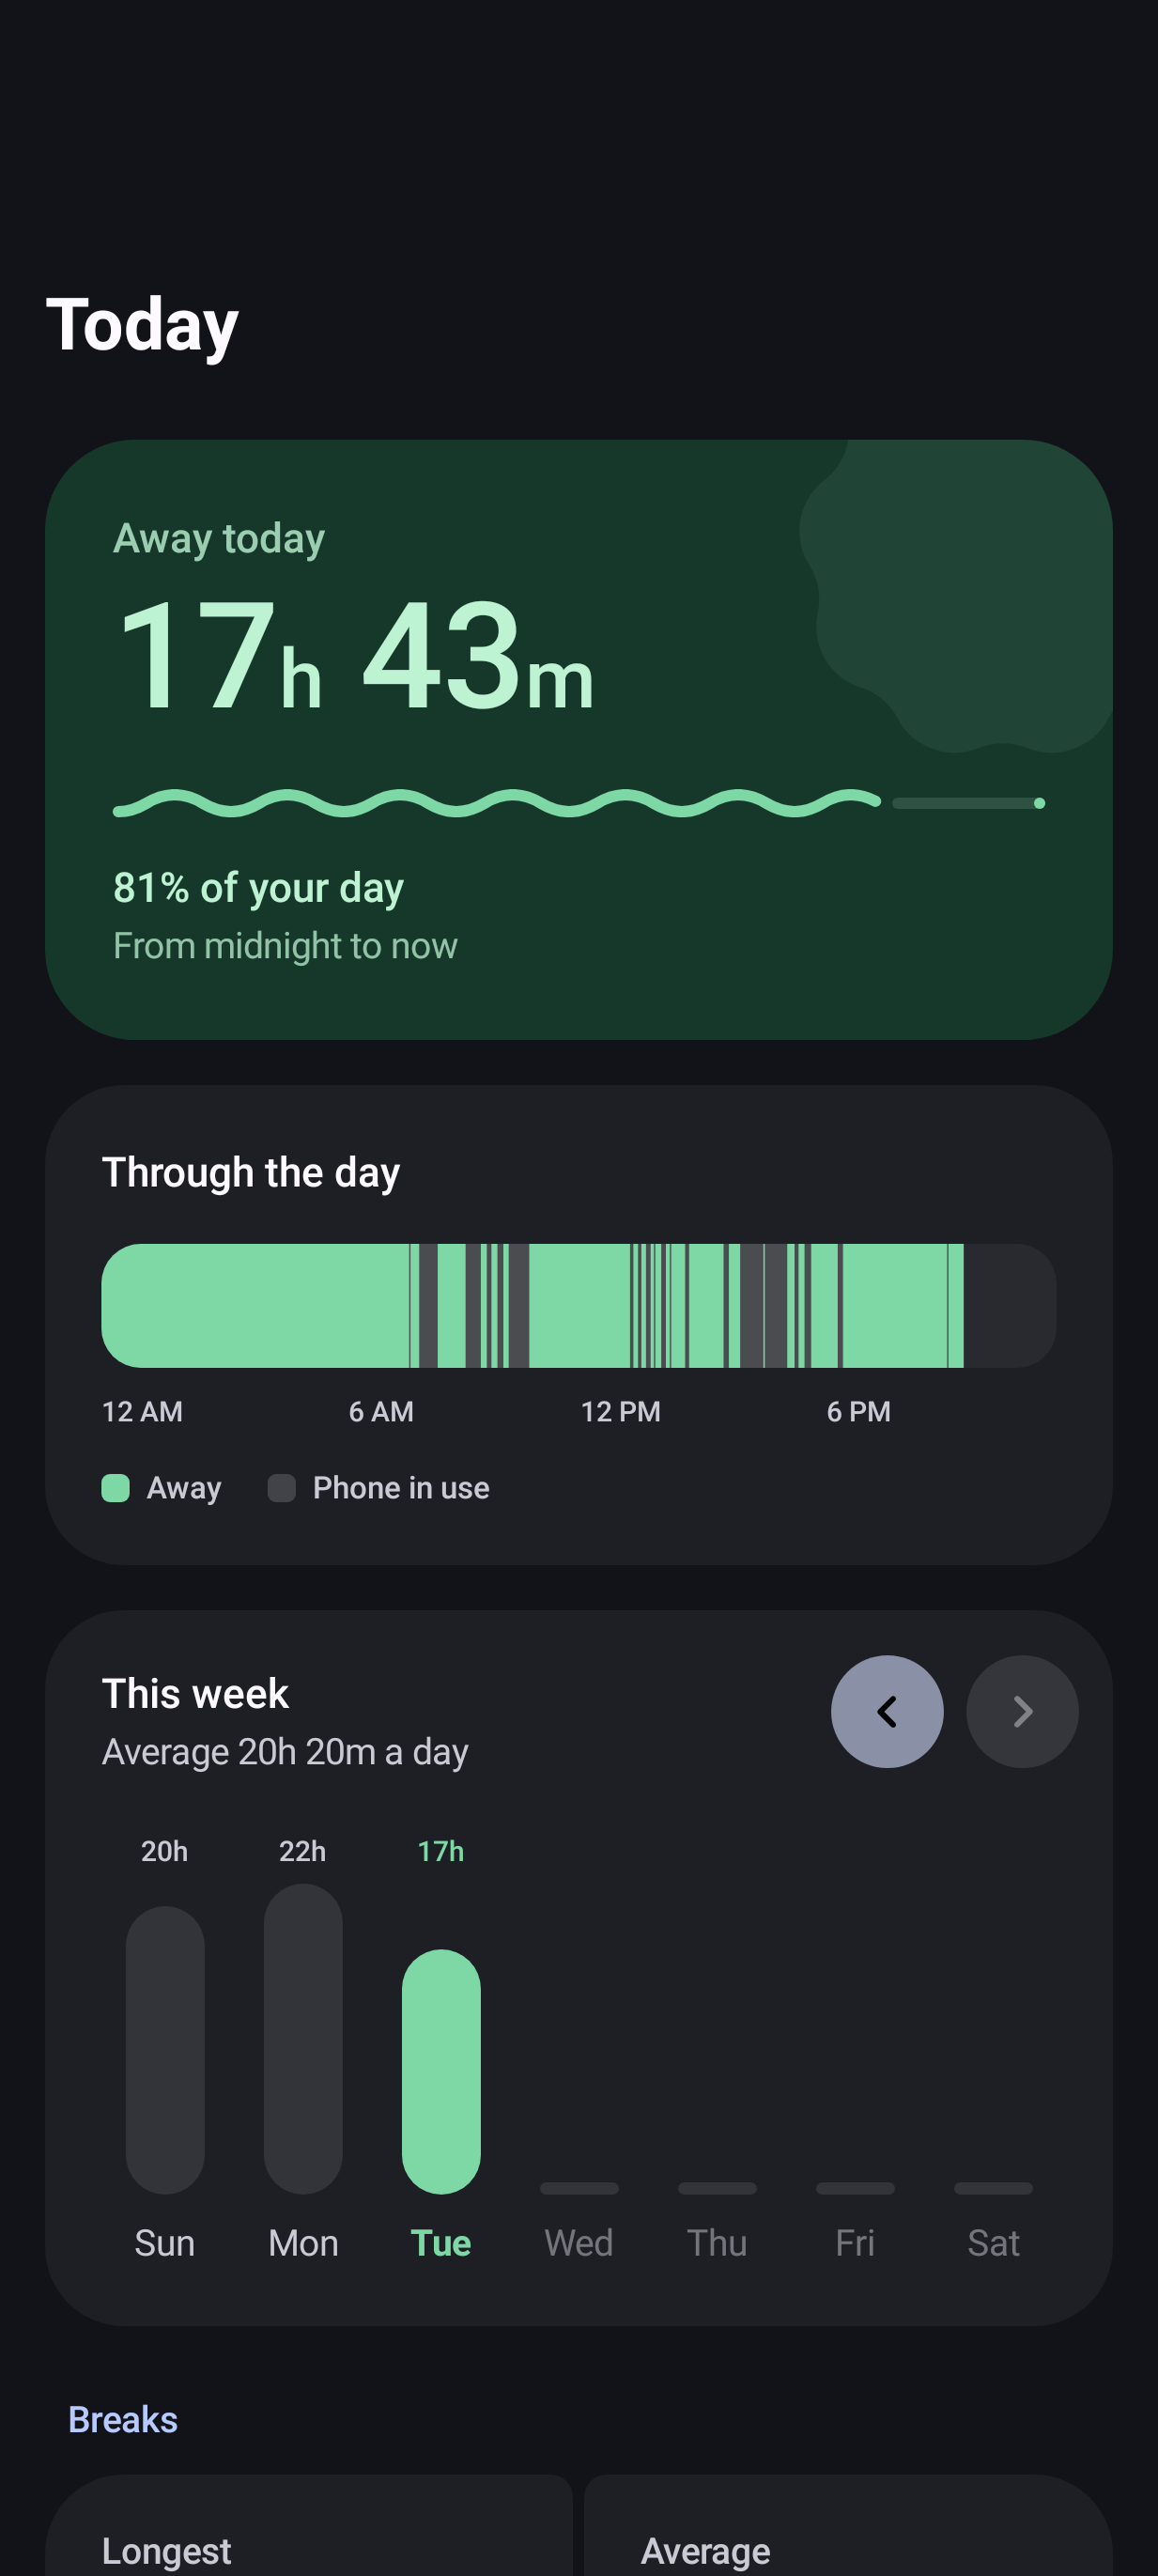 Today
Away today
17h 43m
81% of your day
From midnight to now
Through the day
12 AM 6 AM 12 PM 6 PM
Away Phone in use
This week
Average 20h 20m a day
20h 22h 17h
Sun Mon Tue Wed Thu Fri Sat
Breaks
Longest Average